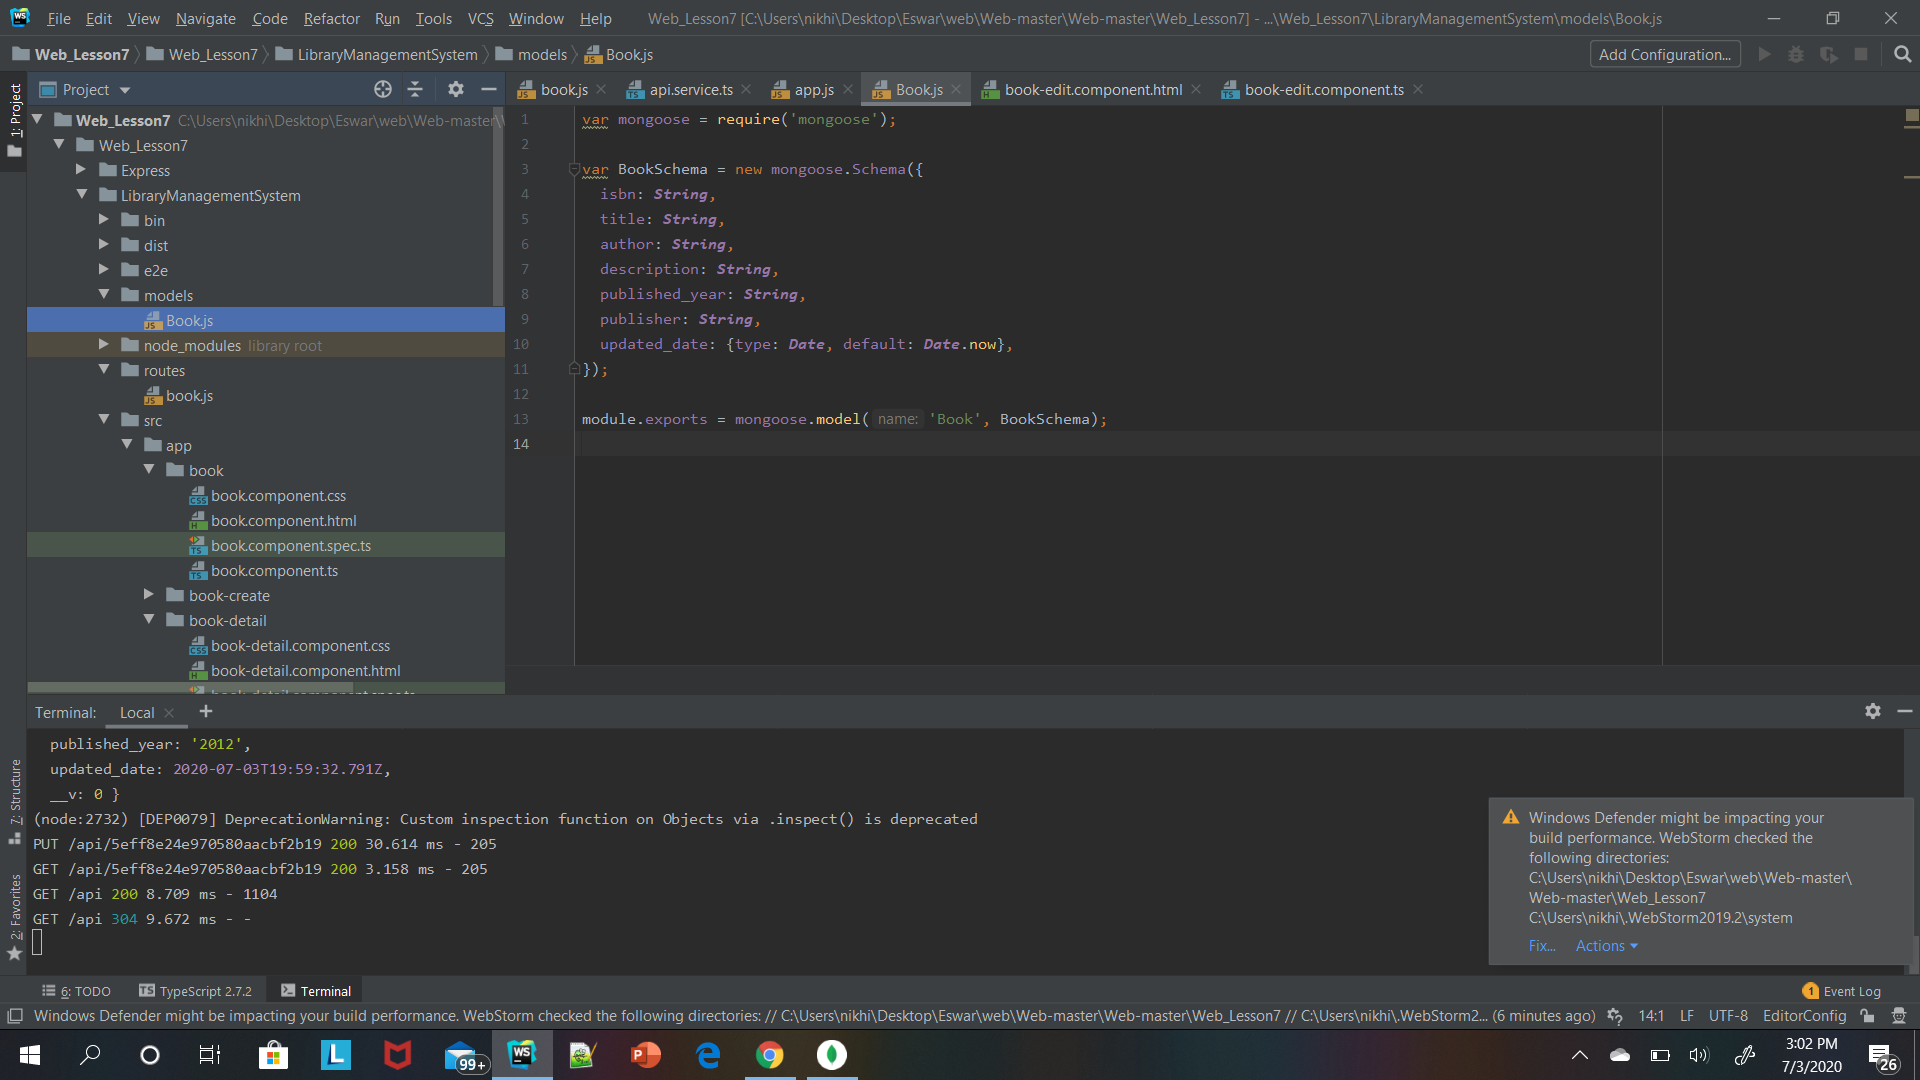 File Edit View Navigate Code Refactor Run Tools VCS Window Help Web_Lesson7 [C:\Users\nikhi\Desktop\Eswar\web\Web-master\Web-master\Web_Lesson7] - ...\Web_Lesson7\LibraryManagementSystem\models\Book.js
Web_Lesson7 Web_Lesson7 LibraryManagementSystem models Book.js Add Configuration...
Project
book.js api.service.ts app.js Book.js book-edit.component.html book-edit.component.ts
1: Project
Web_Lesson7 C:\Users\nikhi\Desktop\Eswar\web\Web-master\
Web_Lesson7
Express
LibraryManagementSystem
bin
dist
e2e
models
Book.js
node_modules library root
routes
book.js
src
app
book
book.component.css
book.component.html
book.component.spec.ts
book.component.ts
book-create
book-detail
book-detail.component.css
book-detail.component.html
1 var mongoose = require('mongoose');
2
3 var BookSchema = new mongoose.Schema({
4 isbn: String,
5 title: String,
6 author: String,
7 description: String,
8 published_year: String,
9 publisher: String,
10 updated_date: {type: Date, default: Date.now},
11 });
12
13 module.exports = mongoose.model( name: 'Book', BookSchema);
14
Terminal: Local
published_year: '2012',
updated_date: 2020-07-03T19:59:32.791Z,
__v: 0 }
(node:2732) [DEP0079] DeprecationWarning: Custom inspection function on Objects via .inspect() is deprecated
PUT /api/5eff8e24e970580aacbf2b19 200 30.614 ms - 205
GET /api/5eff8e24e970580aacbf2b19 200 3.158 ms - 205
GET /api 200 8.709 ms - 1104
GET /api 304 9.672 ms - -
7: Structure
2: Favorites
Windows Defender might be impacting your
build performance. WebStorm checked the
following directories:
C:\Users\nikhi\Desktop\Eswar\web\Web-master\
Web-master\Web_Lesson7
C:\Users\nikhi\.WebStorm2019.2\system
Fix... Actions
6: TODO TypeScript 2.7.2 Terminal 1 Event Log
Windows Defender might be impacting your build performance. WebStorm checked the following directories: // C:\Users\nikhi\Desktop\Eswar\web\Web-master\Web-master\Web_Lesson7 // C:\Users\nikhi\.WebStorm2... (6 minutes ago) 14:1 LF UTF-8 EditorConfig
99+
3:02 PM
7/3/2020
26